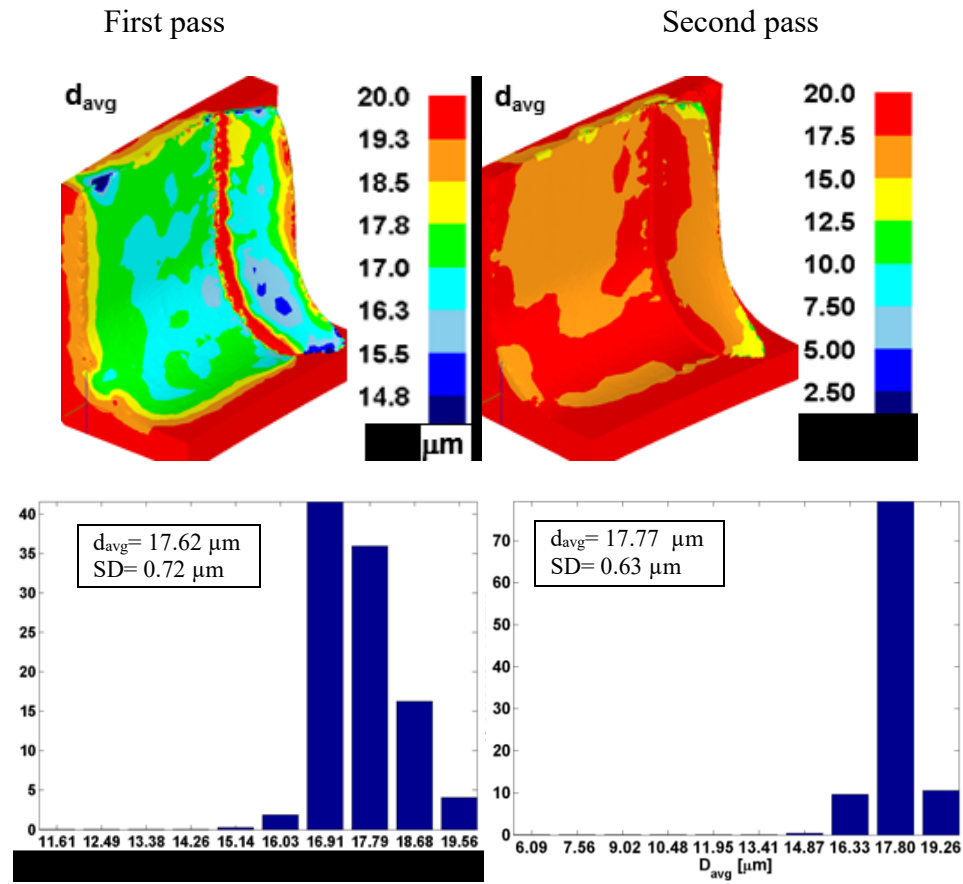 First pass
Second pass
davg
20.0
19.3
18.5
17.8
17.0
16.3
15.5
14.8
µm
davg
20.0
17.5
15.0
12.5
10.0
7.50
5.00
2.50
40
35
30
25
20
15
10
5
0
davg= 17.62 µm
SD= 0.72 µm
11.61 12.49 13.38 14.26 15.14 16.03 16.91 17.79 18.68 19.56
70
60
50
40
30
20
10
0
davg= 17.77 µm
SD= 0.63 µm
6.09 7.56 9.02 10.48 11.95 13.41 14.87 16.33 17.80 19.26
Davg [µm]